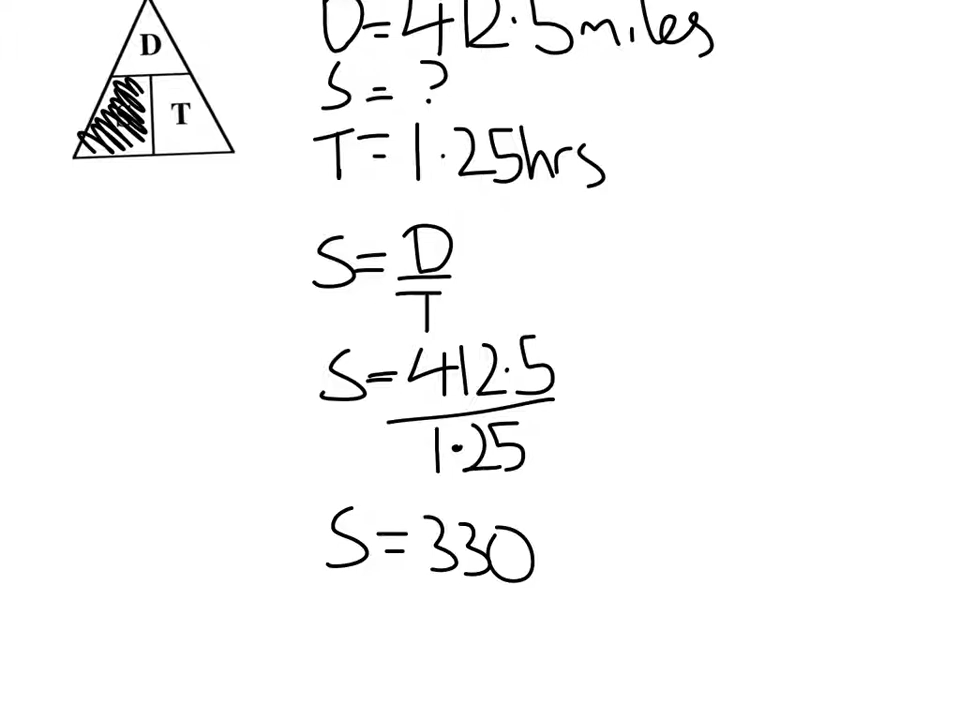 D
T
D = 412.5 miles
S = ?
T = 1.25hrs
S = D
T
S = 412.5
1.25
S = 330